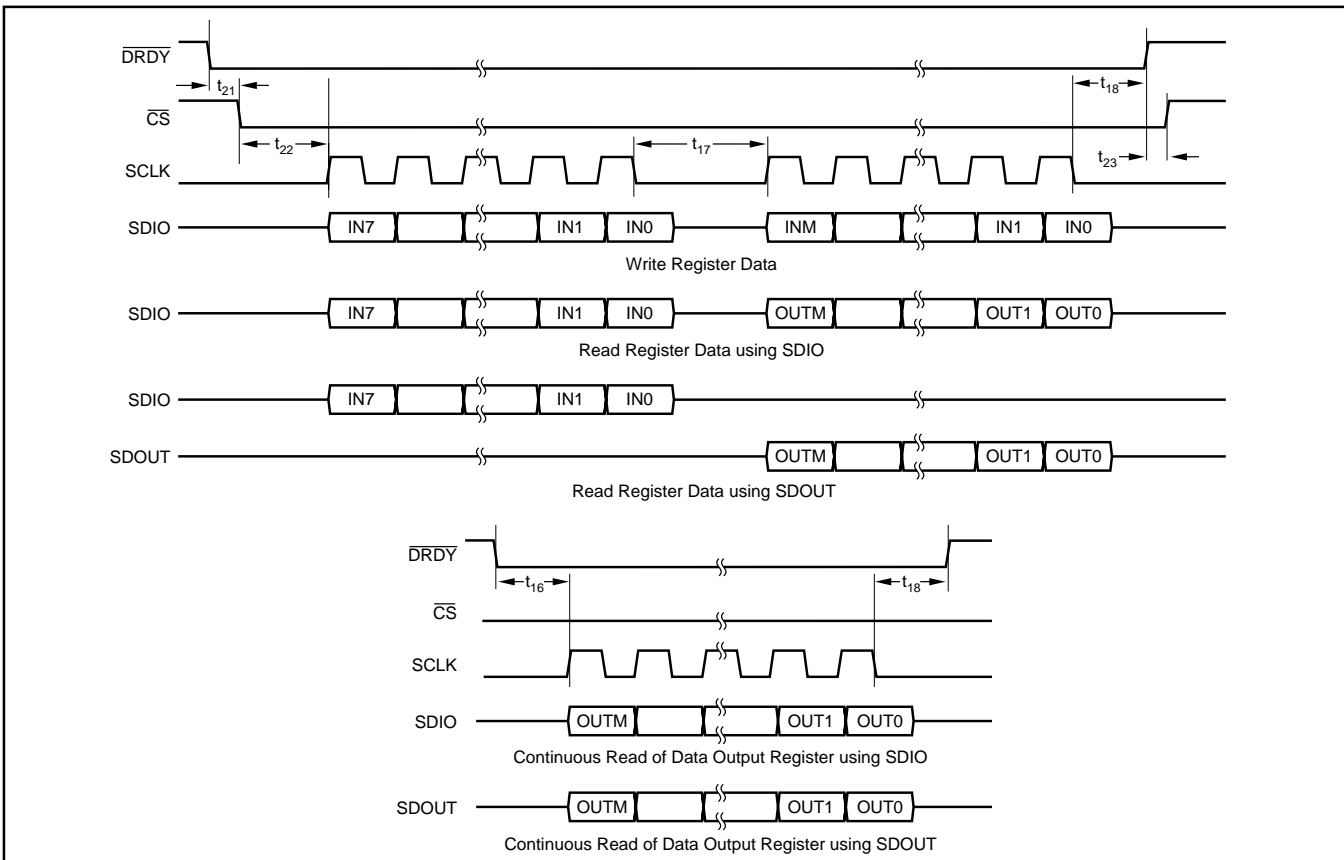 DRDY
t21 t18
CS
t22 t17
SCLK t23
SDIO IN7 IN1 IN0 INM IN1 IN0
Write Register Data
SDIO IN7 IN1 IN0 OUTM OUT1 OUT0
Read Register Data using SDIO
SDIO IN7 IN1 IN0
SDOUT OUTM OUT1 OUT0
Read Register Data using SDOUT
DRDY
t16 t18
CS
SCLK
SDIO OUTM OUT1 OUT0
Continuous Read of Data Output Register using SDIO
SDOUT OUTM OUT1 OUT0
Continuous Read of Data Output Register using SDOUT